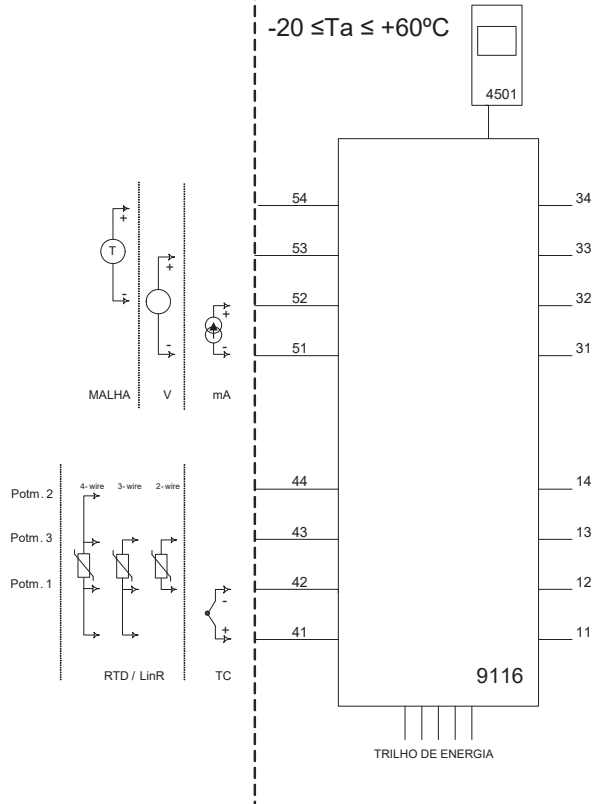 -20 ≤Ta ≤ +60ºC
4501
54
34
+
T
53
33
+
-
52
32
+
-
-
51
31
MALHA
V
mA
4-wire
3-wire
2-wire
44
14
Potm. 2
Potm. 3
43
13
Potm. 1
42
12
-
+
41
11
RTD / LinR
TC
9116
TRILHO DE ENERGIA